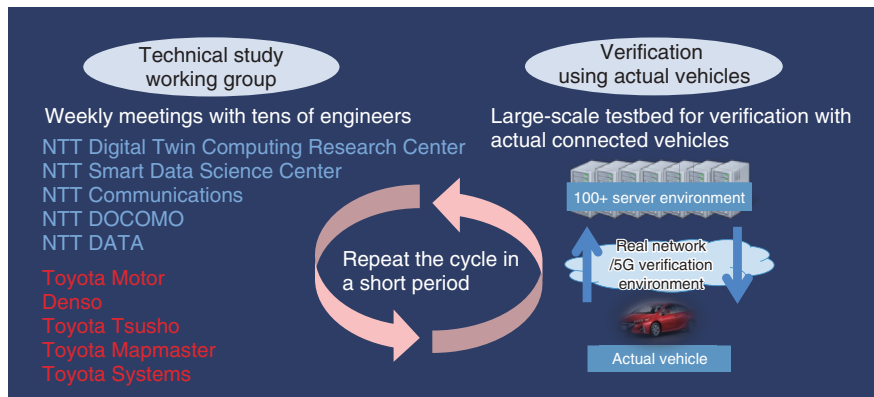 Technical study
working group
Weekly meetings with tens of engineers
NTT Digital Twin Computing Research Center
NTT Smart Data Science Center
NTT Communications
NTT DOCOMO
NTT DATA
Toyota Motor
Denso
Toyota Tsusho
Toyota Mapmaster
Toyota Systems
Repeat the cycle in
a short period
Verification
using actual vehicles
Large-scale testbed for verification with
actual connected vehicles
100+ server environment
Real network
/5G verification
environment
Actual vehicle